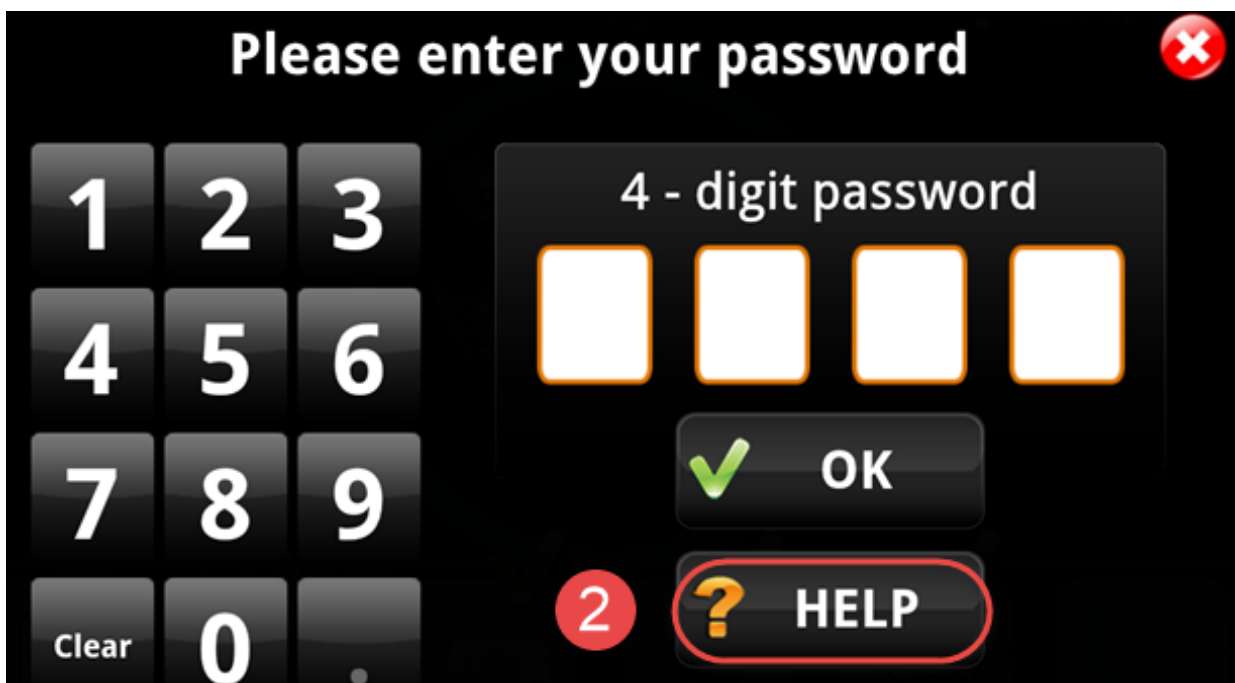 Please enter your password
1 2 3
4 - digit password
4 5 6
7 8 9
OK
2
? HELP
Clear 0 .